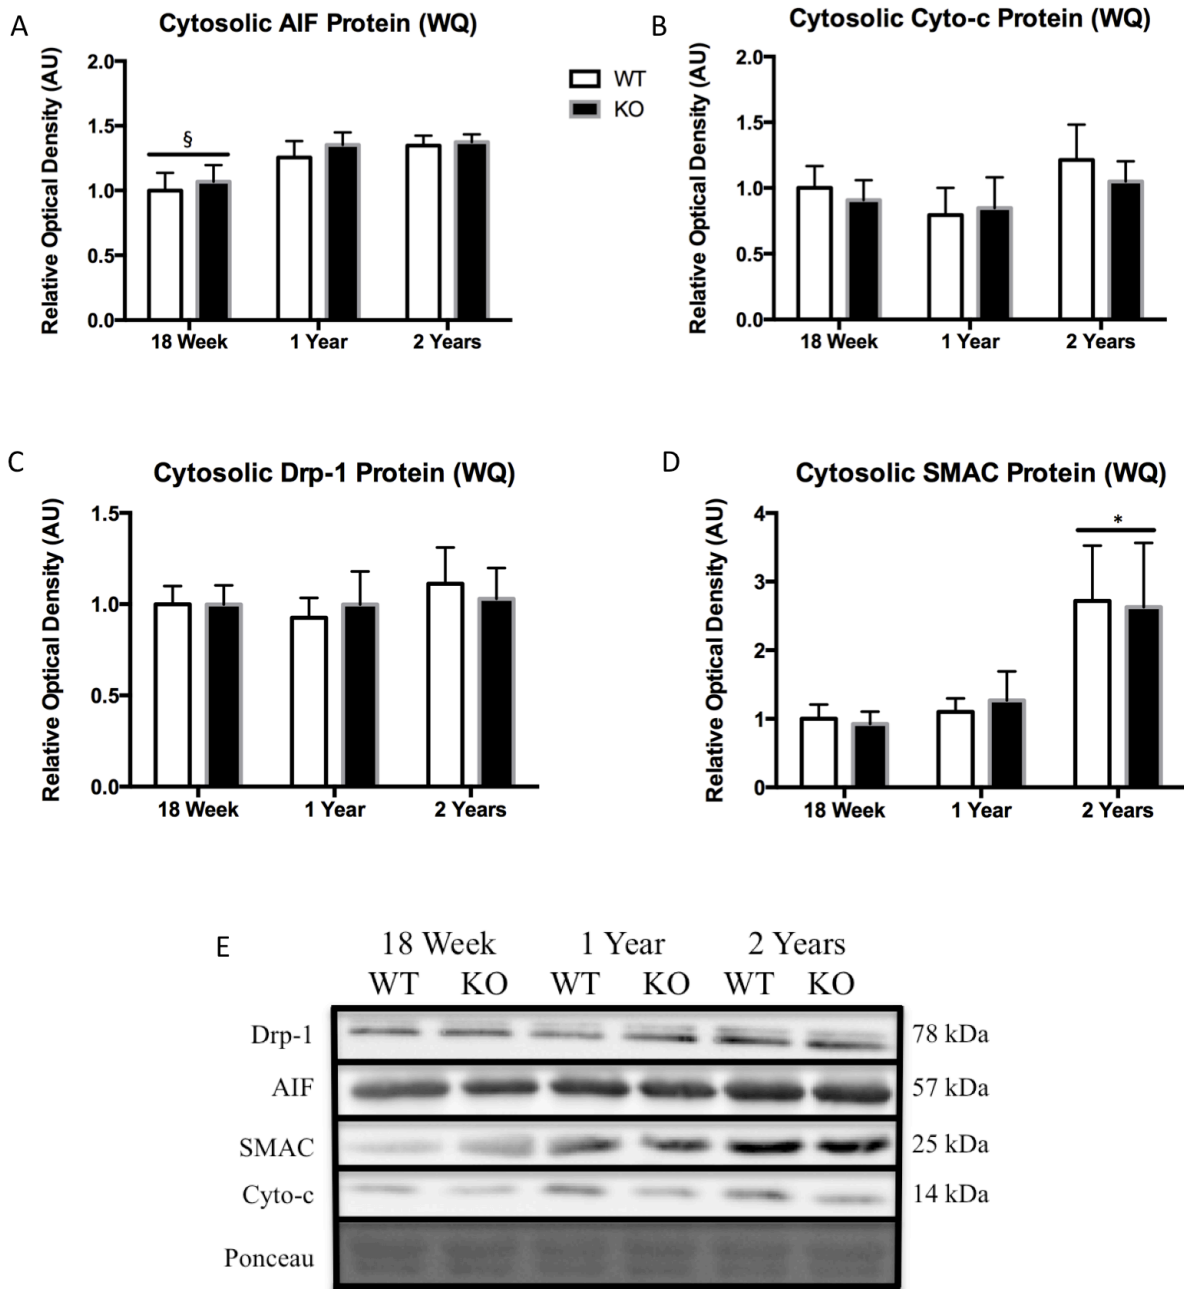 A
Cytosolic AIF Protein (WQ)
Relative Optical Density (AU)
2.0
1.5
1.0
0.5
0.0
§
18 Week 1 Year 2 Years
WT
KO
B
Cytosolic Cyto-c Protein (WQ)
Relative Optical Density (AU)
2.0
1.5
1.0
0.5
0.0
18 Week 1 Year 2 Years
C
Cytosolic Drp-1 Protein (WQ)
Relative Optical Density (AU)
1.5
1.0
0.5
0.0
18 Week 1 Year 2 Years
D
Cytosolic SMAC Protein (WQ)
Relative Optical Density (AU)
4
3
2
1
0
*
18 Week 1 Year 2 Years
E
18 Week 1 Year 2 Years
WT KO WT KO WT KO
Drp-1 78 kDa
AIF 57 kDa
SMAC 25 kDa
Cyto-c 14 kDa
Ponceau